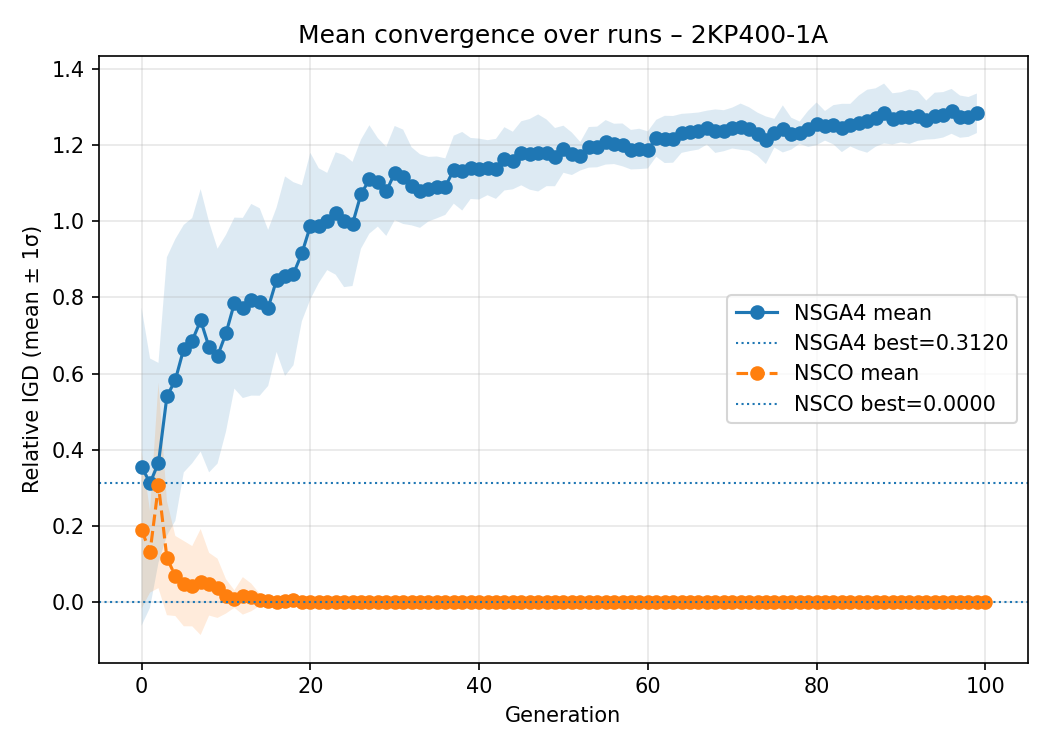 Mean convergence over runs – 2KP400-1A
Relative IGD (mean ± 1σ)
1.4
1.2
1.0
0.8
0.6
0.4
0.2
0.0
NSGA4 mean
NSGA4 best=0.3120
NSCO mean
NSCO best=0.0000
0 20 40 60 80 100
Generation